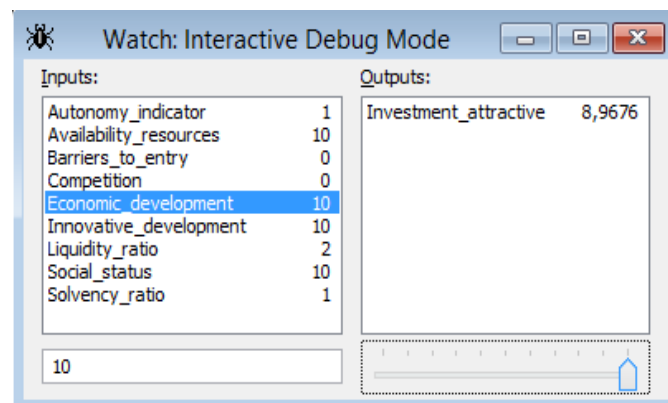 Watch: Interactive Debug Mode
Inputs:
Autonomy_indicator 1
Availability_resources 10
Barriers_to_entry 0
Competition 0
Economic_development 10
Innovative_development 10
Liquidity_ratio 2
Social_status 10
Solvency_ratio 1
10
Outputs:
Investment_attractive 8,9676